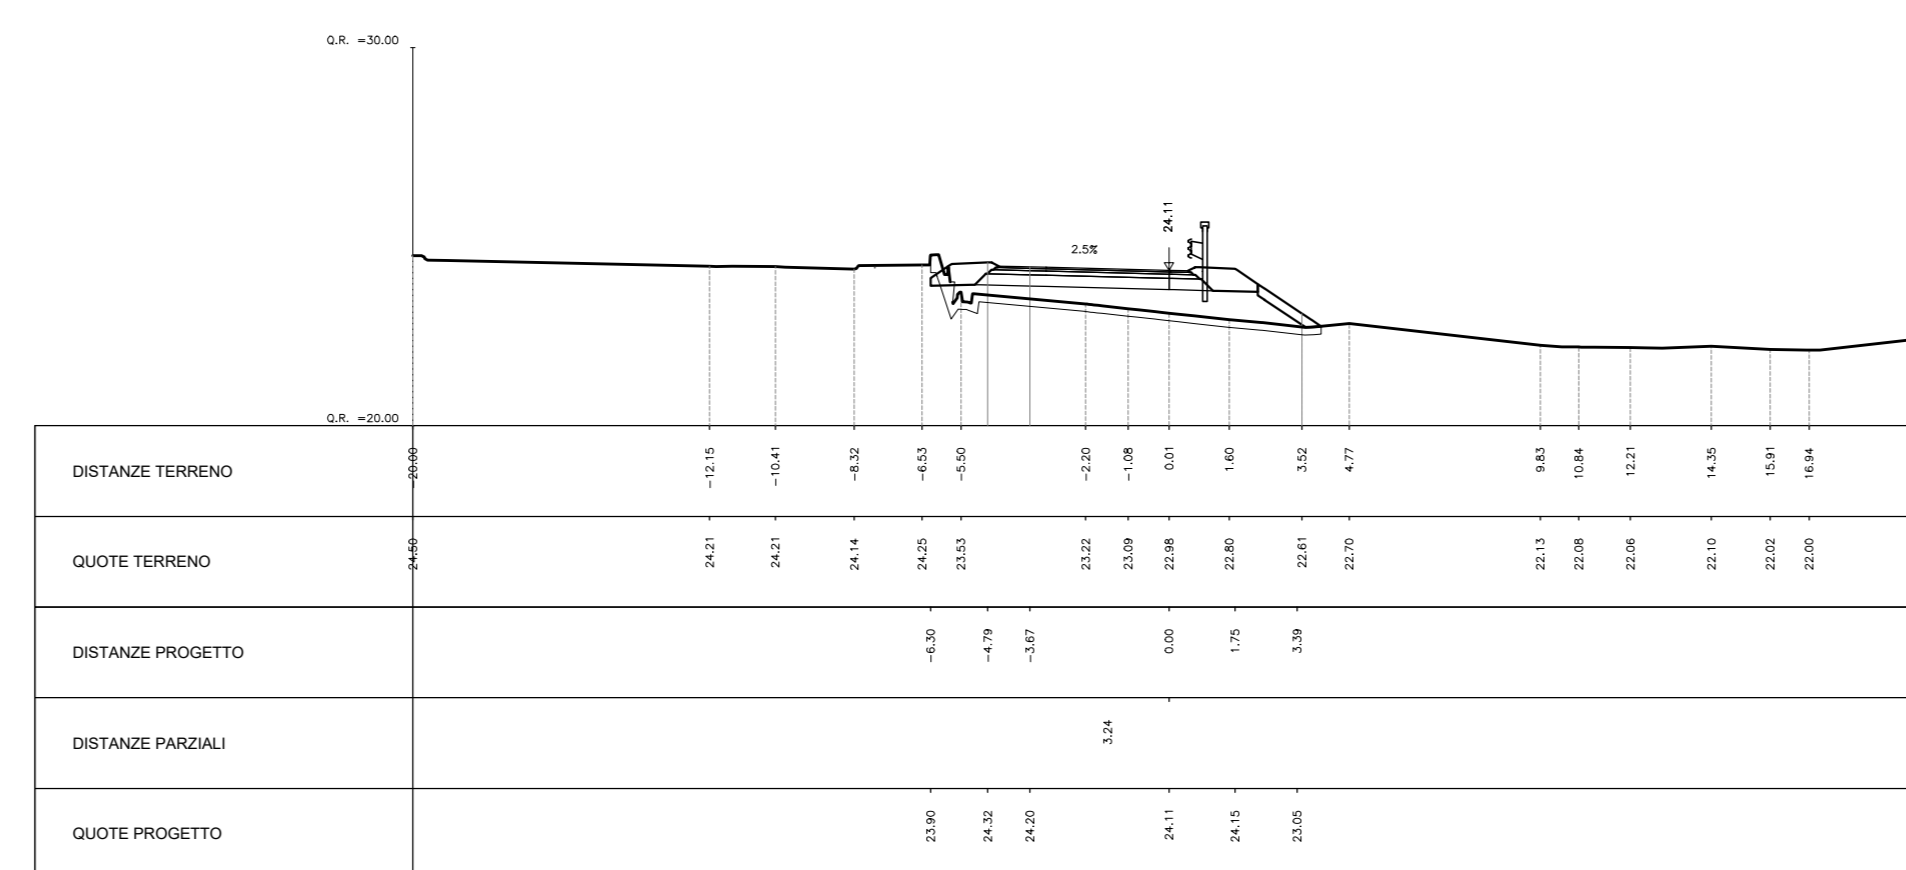 Q.R. =30.00
24.11
2.5%
Q.R. =20.00
DISTANZE TERRENO -20.00 -12.15 -10.41 -8.32 -6.53 -5.50 -2.20 -1.08 0.01 1.60 3.52 4.77 9.83 10.84 12.21 14.35 15.91 16.94
QUOTE TERRENO 24.50 24.21 24.21 24.14 24.25 23.53 23.22 23.09 22.98 22.80 22.61 22.70 22.13 22.08 22.06 22.10 22.02 22.00
DISTANZE PROGETTO -6.30 -4.79 -3.67 0.00 1.75 3.39
DISTANZE PARZIALI 3.24
QUOTE PROGETTO 23.90 24.32 24.20 24.11 24.15 23.05